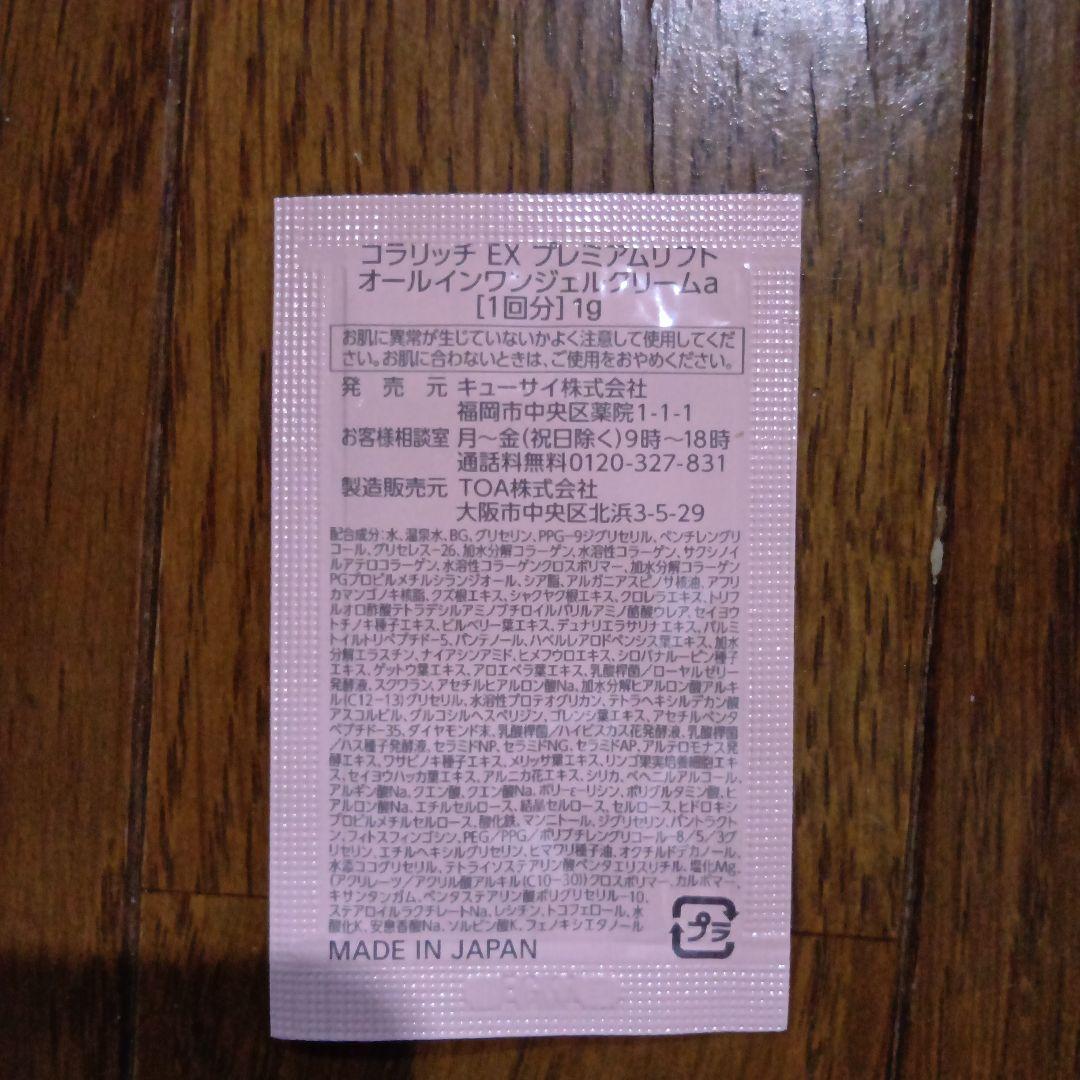 コラリッチ EX プレミアムリフト
オールインワンジェルクリームa
[1回分] 1g
お肌に異常が生じていないかよく注意して使用してくだ
さい。お肌に合わないときは、ご使用をおやめください。
発売元 キューサイ株式会社
福岡市中央区薬院1-1-1
お客様相談室 月～金(祝日除く)9時～18時
通話料無料0120-327-831
製造販売元 TOA株式会社
大阪市中央区北浜3-5-29
配合成分:水、温泉水、BG、グリセリン、PPG-9ジグリセリル、ペンチレングリ
コール、グリセレス-26、加水分解コラーゲン、水溶性コラーゲン、サクシノイ
ルアテロコラーゲン、水溶性コラーゲンクロスポリマー、加水分解コラーゲン
PGプロピルメチルシランジオール、シア脂、アルガニアスピノサ核油、アフリ
カマンゴノキ核脂、クズ根エキス、シャクヤク根エキス、クロレラエキス、トリフ
ルオロ酢酸テトラデシルアミノブチロイルバリルアミノ酪酸ウレア、セイヨウ
トチノキ種子エキス、ビルベリー葉エキス、デュナリエラサリナエキス、パルミ
トイルトリペプチド-5、パンテノール、ハベルレアロドペンシス葉エキス、加水
分解エラスチン、ナイアシンアミド、ヒメフウロエキス、シロバナルーピン種子
エキス、ゲットウ葉エキス、アロエベラ葉エキス、乳酸桿菌/ローヤルゼリー
発酵液、スクワラン、アセチルヒアルロン酸Na、加水分解ヒアルロン酸アルキ
ル(C12-13)グリセリル、水溶性プロテオグリカン、テトラヘキシルデカン酸
アスコルビル、グルコシルヘスペリジン、ゴレンシ葉エキス、アセチルペンタ
ペプチド-35、ダイヤモンド末、乳酸桿菌/ハイビスカス花発酵液、乳酸桿菌
/ハス種子発酵液、セラミドNP、セラミドNG、セラミドAP、アルテロモナス発
酵エキス、ワサビノキ種子エキス、メリッサ葉エキス、リンゴ果実培養細胞エキ
ス、セイヨウハッカ葉エキス、アルニカ花エキス、シリカ、ベヘニルアルコール、
アルギン酸Na、クエン酸、クエン酸Na、ポリ-ε-リシン、ポリグルタミン酸、ヒ
アルロン酸Na、エチルセルロース、結晶セルロース、セルロース、ヒドロキシ
プロピルメチルセルロース、酸化鉄、マンニトール、ジグリセリン、パントラクト
ン、フィトスフィンゴシン、PEG/PPG/ポリブチレングリコール-8/5/3グ
リセリン、エチルヘキシルグリセリン、ヒマワリ種子油、オクチルドデカノール、
水添ココグリセリル、テトライソステアリン酸ペンタエリスリチル、塩化Mg、
(アクリレーツ/アクリル酸アルキル(C10-30))クロスポリマー、カルボマー、
キサンタンガム、ペンタステアリン酸ポリグリセリル-10、
ステアロイルラクチレートNa、レシチン、トコフェロール、水
酸化K、安息香酸Na、ソルビン酸K、フェノキシエタノール
プラ
MADE IN JAPAN